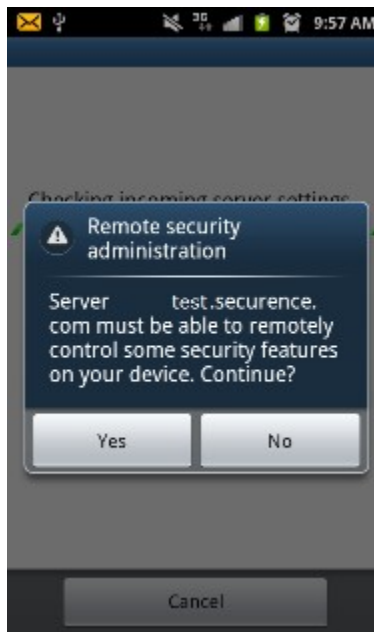 3G 9:57 AM
Checking incoming server settings
Remote security
administration
Server test.securence.
com must be able to remotely
control some security features
on your device. Continue?
Yes No
Cancel